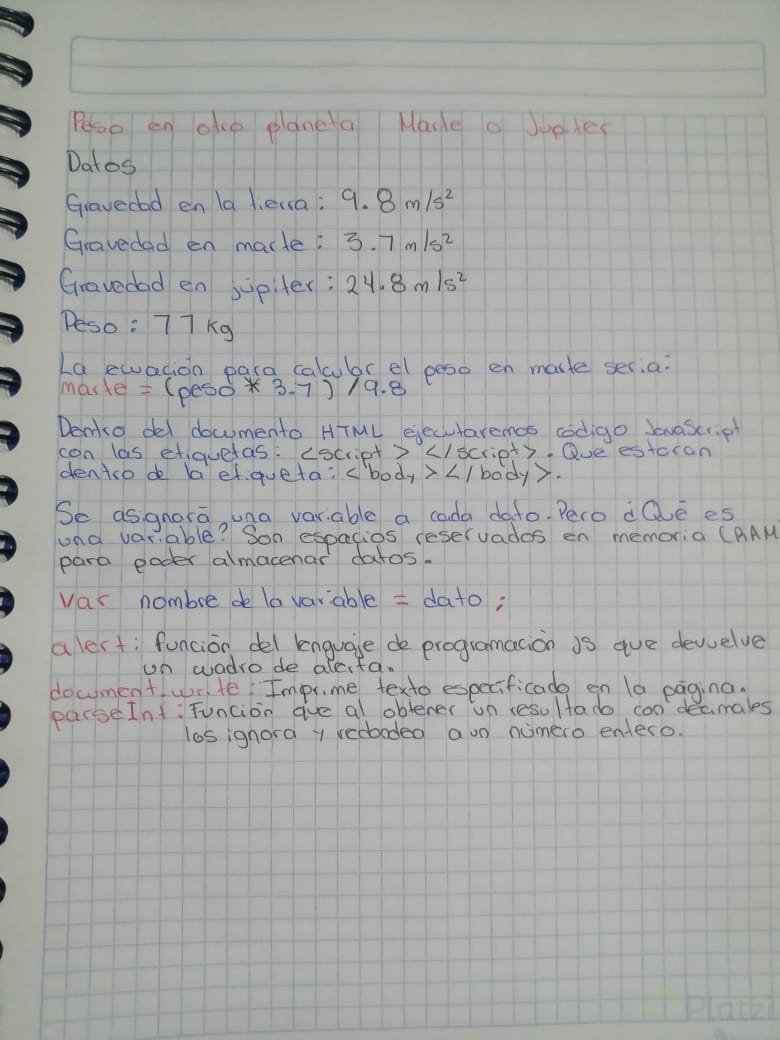 Peso en otro planeta Marte o Jupiter
Datos
Gravedad en la tierra: 9.8 m/s²
Gravedad en marte: 3.7 m/s²
Gravedad en júpiter: 24.8 m/s²
Peso: 77 kg
La ecuación para calcular el peso en marte seria:
marte = (peso * 3.7) / 9.8
Dentro del documento HTML ejecutaremos código JavaScript
con las etiquetas: <script> </script>. Que estaran
dentro de la etiqueta: <body></body>.
Se asignará una variable a cada dato. Pero ¿Qué es
una variable? Son espacios reservados en memoria (RAM
para poder almacenar datos.
var nombre de la variable = dato;
alert: función del lenguaje de programación JS que devuelve
un cuadro de alerta.
document.write: Imprime texto especificado en la página.
parseInt: Función que al obtener un resultado con decimales
los ignora y redondea a un número entero.
Platzi